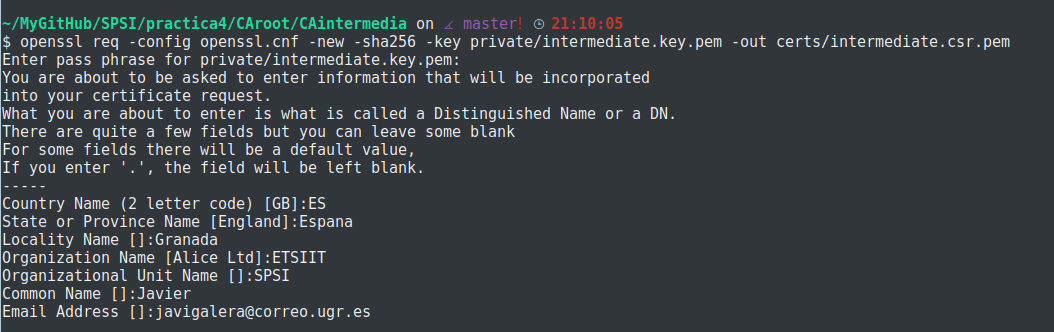 ~/MyGitHub/SPSI/practica4/CAroot/CAintermedia on master! 21:10:05
$ openssl req -config openssl.cnf -new -sha256 -key private/intermediate.key.pem -out certs/intermediate.csr.pem
Enter pass phrase for private/intermediate.key.pem:
You are about to be asked to enter information that will be incorporated
into your certificate request.
What you are about to enter is what is called a Distinguished Name or a DN.
There are quite a few fields but you can leave some blank
For some fields there will be a default value,
If you enter '.', the field will be left blank.
-----
Country Name (2 letter code) [GB]:ES
State or Province Name [England]:Espana
Locality Name []:Granada
Organization Name [Alice Ltd]:ETSIIT
Organizational Unit Name []:SPSI
Common Name []:Javier
Email Address []:javigalera@correo.ugr.es